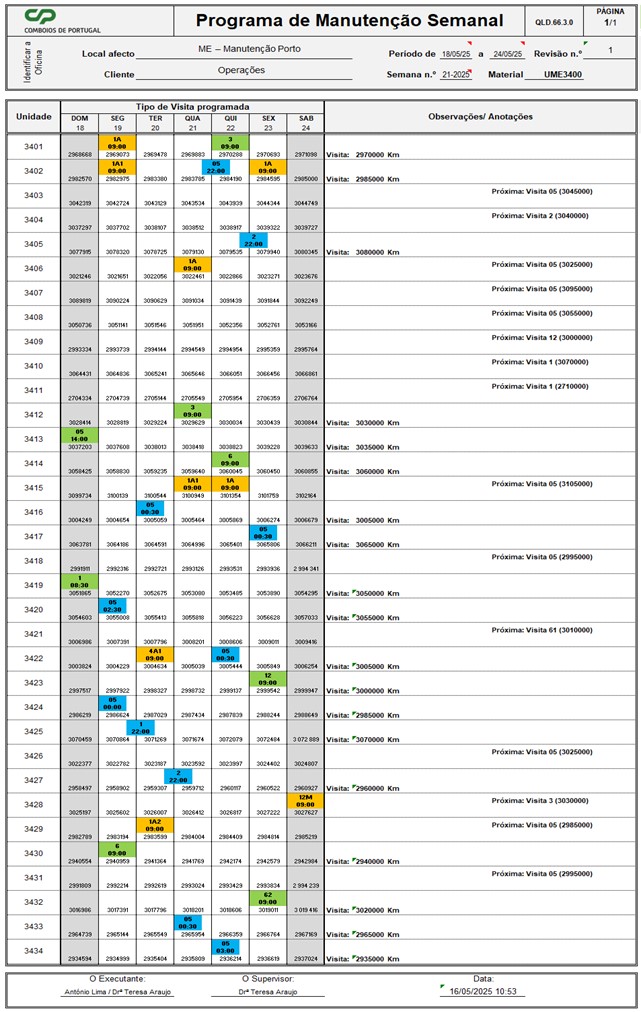 CP
COMBOIOS DE PORTUGAL
Programa de Manutenção Semanal
QLD.66.3.0
PÁGINA
1/1
Identificar a Oficina
Local afecto ME – Manutenção Porto
Período de 18/05/25 a 24/05/25 Revisão n.º 1
Cliente Operações
Semana n.º 21-2025 Material UME3400
Unidade Tipo de Visita programada Observações/ Anotações
DOM SEG TER QUA QUI SEX SAB
18 19 20 21 22 23 24
3401 1A 09:00 3 09:00
2968668 2969073 2969478 2969883 2970288 2970693 2971098 Visita: 2970000 Km
3402 1A1 09:00 05 22:00 1A 09:00
2982570 2982975 2983380 2983785 2984190 2984595 2985000 Visita: 2985000 Km
3403 Próxima: Visita 05 (3045000)
3042319 3042724 3043129 3043534 3043939 3044344 3044749
3404 Próxima: Visita 2 (3040000)
3037297 3037702 3038107 3038512 3038917 3039322 3039727
3405 2 22:00
3077915 3078320 3078725 3079130 3079535 3079940 3080345 Visita: 3080000 Km
3406 1A 09:00 Próxima: Visita 05 (3025000)
3021246 3021651 3022056 3022461 3022866 3023271 3023676
3407 Próxima: Visita 05 (3095000)
3089819 3090224 3090629 3091034 3091439 3091844 3092249
3408 Próxima: Visita 05 (3055000)
3050736 3051141 3051546 3051951 3052356 3052761 3053166
3409 Próxima: Visita 12 (3000000)
2993334 2993739 2994144 2994549 2994954 2995359 2995764
3410 Próxima: Visita 1 (3070000)
3064431 3064836 3065241 3065646 3066051 3066456 3066861
3411 Próxima: Visita 1 (2710000)
2704334 2704739 2705144 2705549 2705954 2706359 2706764
3412 3 09:00
3028414 3028819 3029224 3029629 3030034 3030439 3030844 Visita: 3030000 Km
3413 05 14:00
3037203 3037608 3038013 3038418 3038823 3039228 3039633 Visita: 3035000 Km
3414 6 09:00
3058425 3058830 3059235 3059640 3060045 3060450 3060855 Visita: 3060000 Km
3415 1A1 09:00 1A 09:00 Próxima: Visita 05 (3105000)
3099734 3100139 3100544 3100949 3101354 3101759 3102164
3416 05 00:30
3004249 3004654 3005059 3005464 3005869 3006274 3006679 Visita: 3005000 Km
3417 05 00:30
3063781 3064186 3064591 3064996 3065401 3065806 3066211 Visita: 3065000 Km
3418 Próxima: Visita 05 (2995000)
2991911 2992316 2992721 2993126 2993531 2993936 2 994 341
3419 1 00:30
3051865 3052270 3052675 3053080 3053485 3053890 3054295 Visita: 3050000 Km
3420 05 02:30
3054603 3055008 3055413 3055818 3056223 3056628 3057033 Visita: 3055000 Km
3421 Próxima: Visita 61 (3010000)
3006986 3007391 3007796 3008201 3008606 3009011 3009416
3422 4A1 09:00 05 00:30
3003824 3004229 3004634 3005039 3005444 3005849 3006254 Visita: 3005000 Km
3423 12 09:00
2997517 2997922 2998327 2998732 2999137 2999542 2999947 Visita: 3000000 Km
3424 05 00:00
2986219 2986624 2987029 2987434 2987839 2988244 2988649 Visita: 2985000 Km
3425 1 22:00
3070459 3070864 3071269 3071674 3072079 3072484 3 072 889 Visita: 3070000 Km
3426 Próxima: Visita 05 (3025000)
3022377 3022782 3023187 3023592 3023997 3024402 3024807
3427 2 22:00
2958497 2958902 2959307 2959712 2960117 2960522 2960927 Visita: 2960000 Km
3428 12M 09:00 Próxima: Visita 3 (3030000)
3025197 3025602 3026007 3026412 3026817 3027222 3027627
3429 1A2 09:00 Próxima: Visita 05 (2985000)
2982789 2983194 2983599 2984004 2984409 2984814 2985219
3430 6 09:00
2940554 2940959 2941364 2941769 2942174 2942579 2942984 Visita: 2940000 Km
3431 Próxima: Visita 05 (2995000)
2991809 2992214 2992619 2993024 2993429 2993834 2 994 239
3432 62 09:00
3016986 3017391 3017796 3018201 3018606 3019011 3 019 416 Visita: 3020000 Km
3433 05 00:30
2964739 2965144 2965549 2965954 2966359 2966764 2967169 Visita: 2965000 Km
3434 05 03:00
2934594 2934999 2935404 2935809 2936214 2936619 2937024 Visita: 2935000 Km
O Executante: O Supervisor: Data:
António Lima / Drª Teresa Araujo Drª Teresa Araujo 16/05/2025 10:53